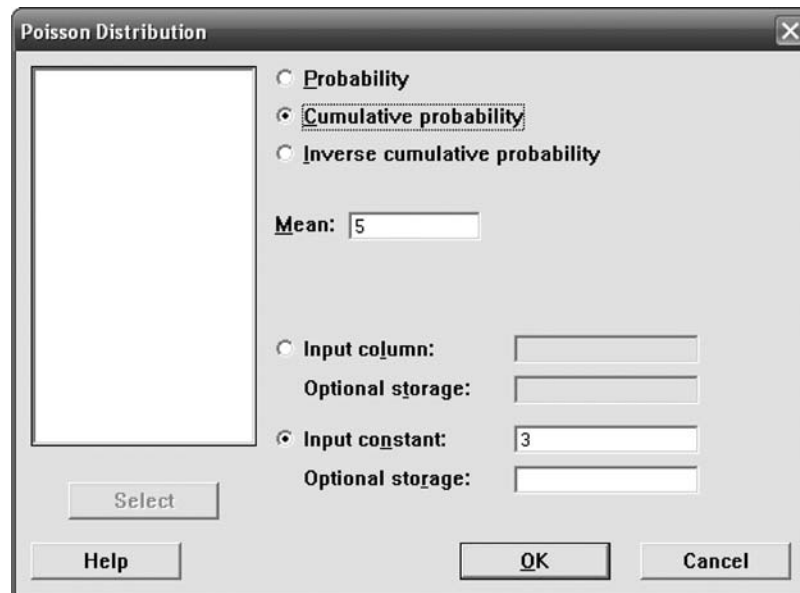 Poisson Distribution
Probability
Cumulative probability
Inverse cumulative probability
Mean: 5
Input column:
Optional storage:
Input constant: 3
Optional storage:
Select
Help OK Cancel